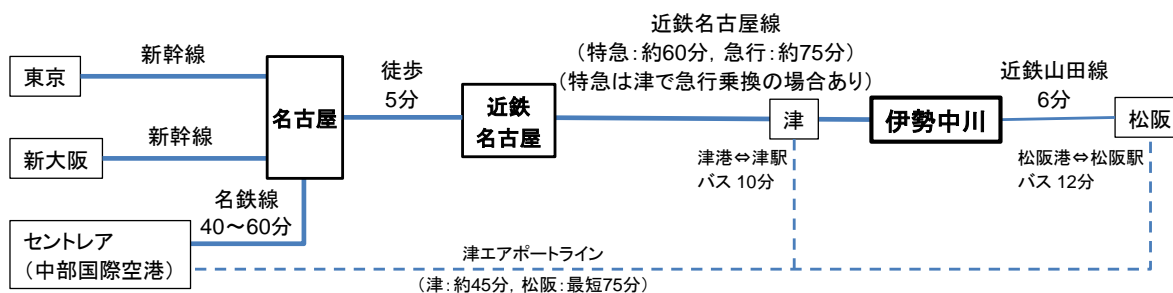 近鉄名古屋線
（特急：約60分，急行：約75分）
（特急は津で急行乗換の場合あり）
新幹線
東京
徒歩
5分
近鉄山田線
6分
名古屋
近鉄
名古屋
津
伊勢中川
松阪
新幹線
新大阪
津港⇔津駅
バス 10分
松阪港⇔松阪駅
バス 12分
名鉄線
40～60分
セントレア
（中部国際空港）
津エアポートライン
（津：約45分，松阪：最短75分）